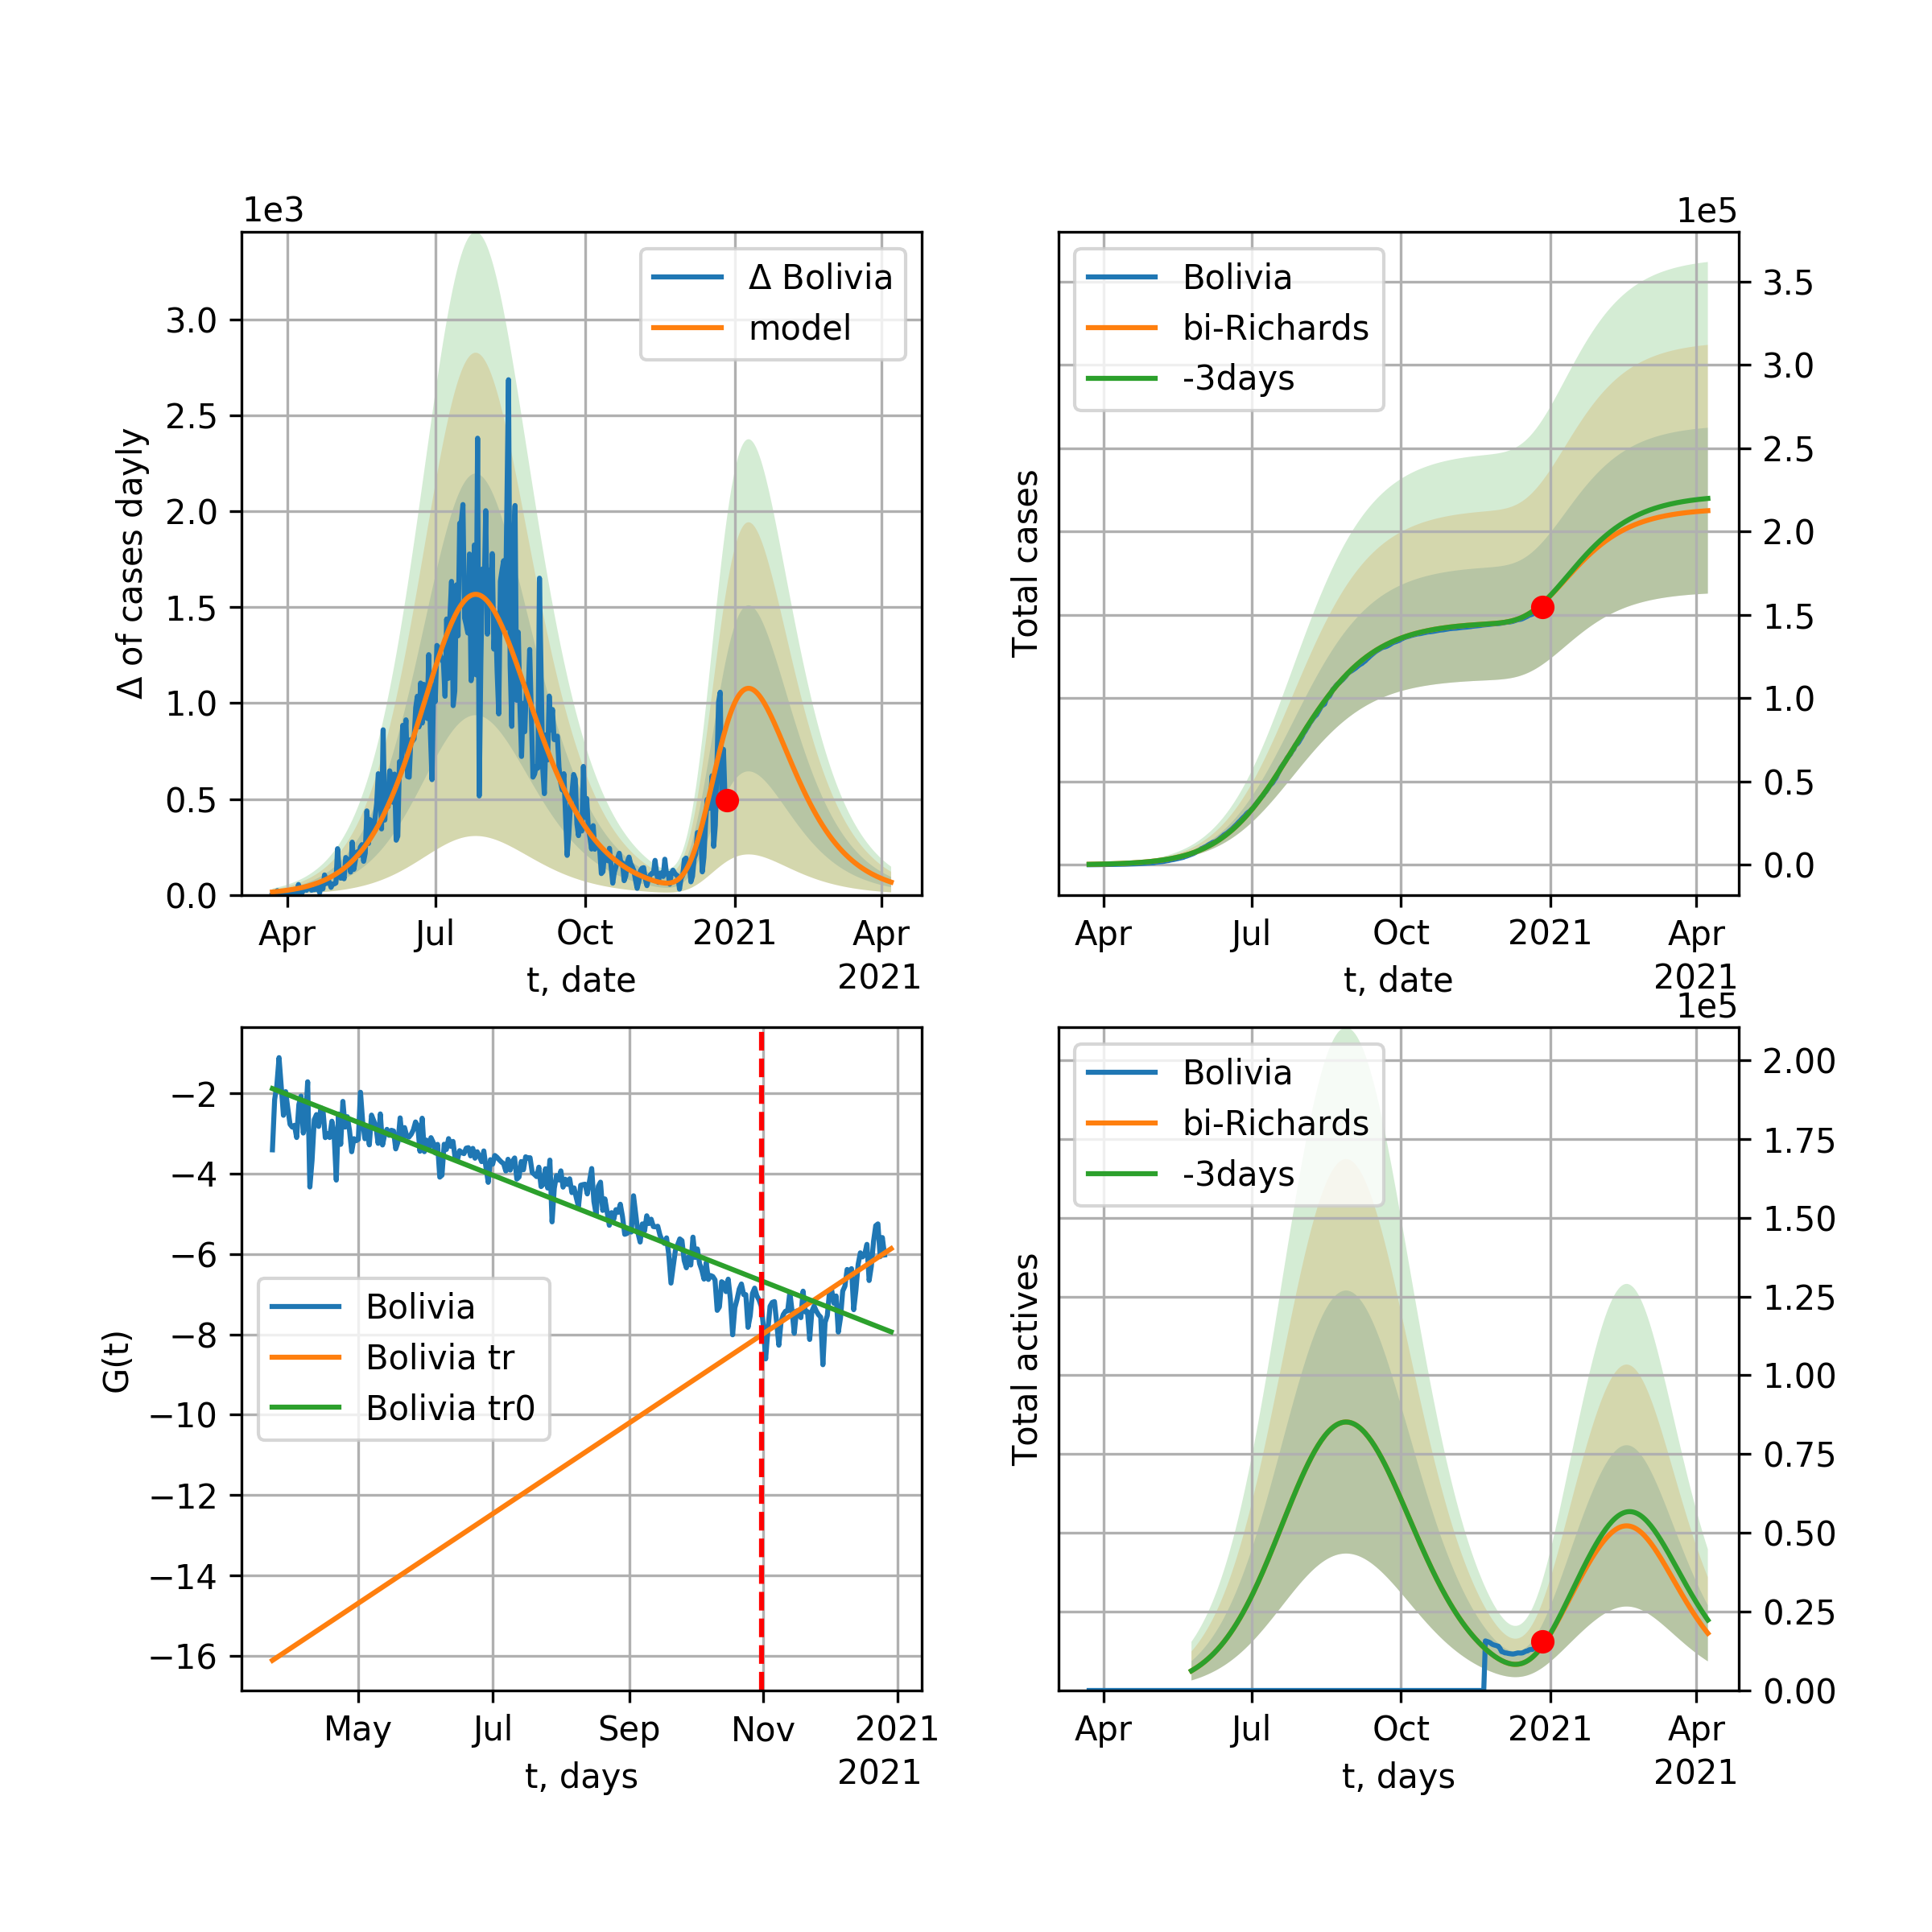 1e3
Δ of cases dayly
3.0
2.5
2.0
1.5
1.0
0.5
0.0
Δ Bolivia
model
Apr
Jul
Oct
2021
Apr
2021
t, date
1e5
Total cases
Bolivia
bi-Richards
-3days
3.5
3.0
2.5
2.0
1.5
1.0
0.5
0.0
Apr
Jul
Oct
2021
Apr
2021
t, date
G(t)
−2
−4
−6
−8
−10
−12
−14
−16
Bolivia
Bolivia tr
Bolivia tr0
May
Jul
Sep
Nov
2021
2021
t, days
1e5
Total actives
Bolivia
bi-Richards
-3days
2.00
1.75
1.50
1.25
1.00
0.75
0.50
0.25
0.00
Apr
Jul
Oct
2021
Apr
2021
t, days